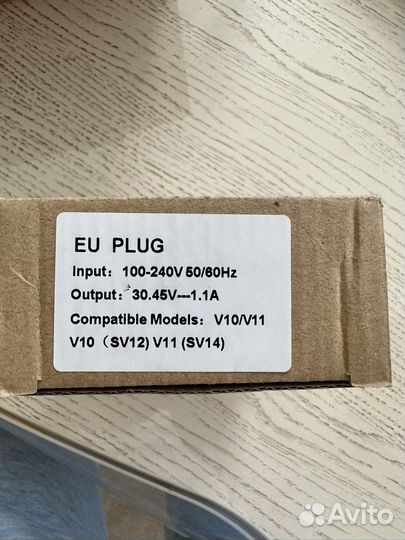 EU PLUG
Input: 100-240V 50/60Hz
Output: 30.45V---1.1A
Compatible Models: V10/V11
V10 (SV12) V11 (SV14)
Avito